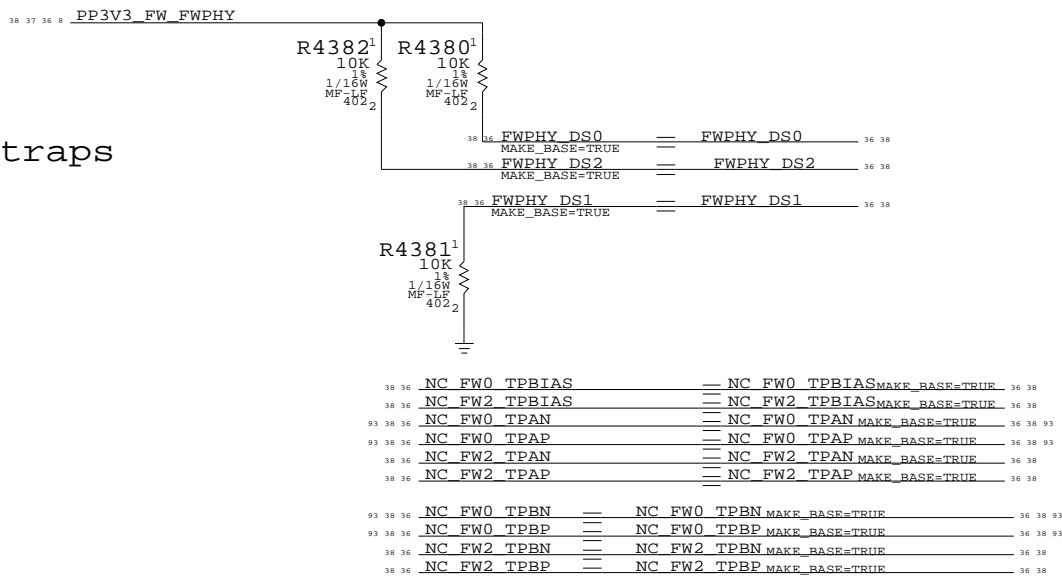 38 37 36 8 PP3V3_FW_FWPHY
R4382 1 R4380 1
10K 10K
1% 1%
1/16W 1/16W
MF-LF MF-LF
402 2 402 2
traps
38 36 FWPHY_DS0 FWPHY_DS0 36 38
MAKE_BASE=TRUE
38 36 FWPHY_DS2 FWPHY_DS2 36 38
MAKE_BASE=TRUE
38 36 FWPHY_DS1 FWPHY_DS1 36 38
MAKE_BASE=TRUE
R4381 1
10K
1%
1/16W
MF-LF
402 2
38 36 NC_FW0_TPBIAS NC_FW0_TPBIAS MAKE_BASE=TRUE 36 38
38 36 NC_FW2_TPBIAS NC_FW2_TPBIAS MAKE_BASE=TRUE 36 38
93 38 36 NC_FW0_TPAN NC_FW0_TPAN MAKE_BASE=TRUE 36 38 93
93 38 36 NC_FW0_TPAP NC_FW0_TPAP MAKE_BASE=TRUE 36 38 93
38 36 NC_FW2_TPAN NC_FW2_TPAN MAKE_BASE=TRUE 36 38
38 36 NC_FW2_TPAP NC_FW2_TPAP MAKE_BASE=TRUE 36 38
93 38 36 NC_FW0_TPBN NC_FW0_TPBN MAKE_BASE=TRUE 36 38 93
93 38 36 NC_FW0_TPBP NC_FW0_TPBP MAKE_BASE=TRUE 36 38 93
38 36 NC_FW2_TPBN NC_FW2_TPBN MAKE_BASE=TRUE 36 38
38 36 NC_FW2_TPBP NC_FW2_TPBP MAKE_BASE=TRUE 36 38